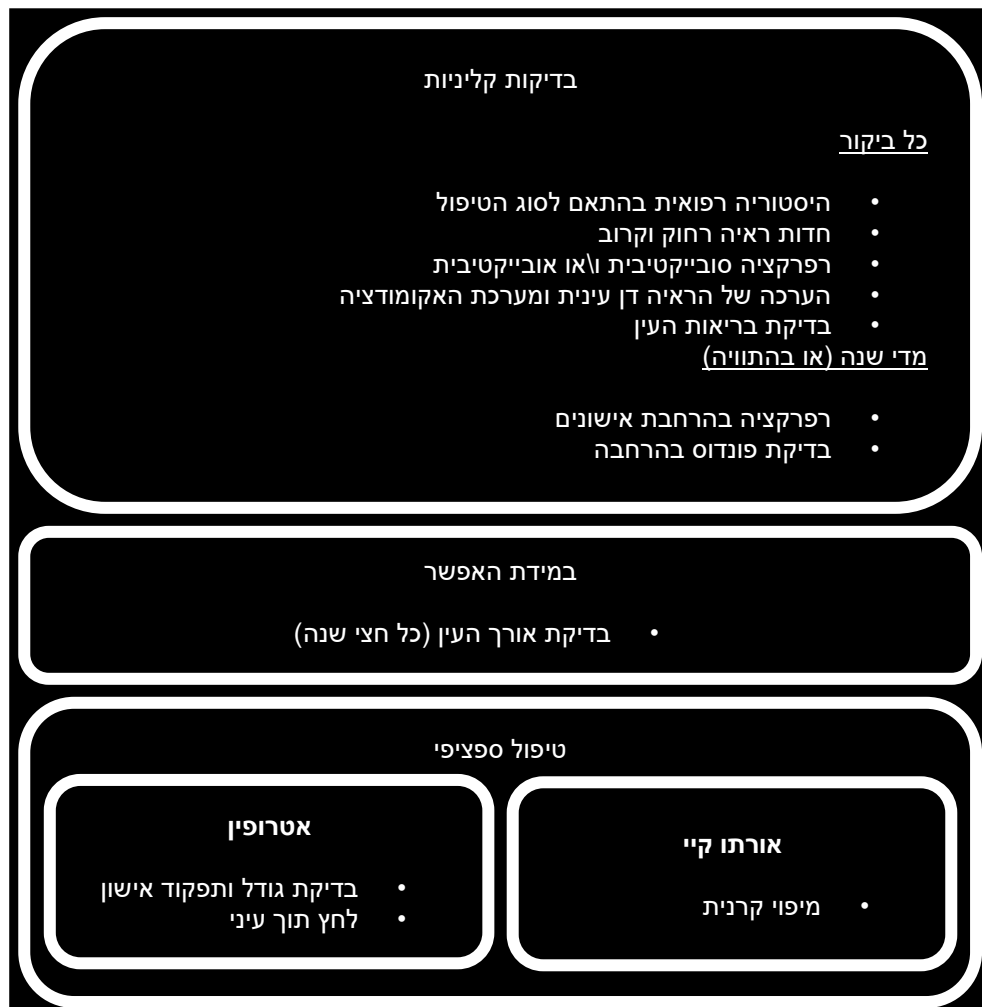 בדיקות קליניות
כל ביקור
• היסטוריה רפואית בהתאם לסוג הטיפול
• חדות ראיה רחוק וקרוב
• רפרקציה סובייקטיבית ו\או אובייקטיבית
• הערכה של הראיה דן עינית ומערכת האקומודציה
• בדיקת בריאות העין
מדי שנה (או בהתוויה)
• רפרקציה בהרחבת אישונים
• בדיקת פונדוס בהרחבה
במידת האפשר
• בדיקת אורך העין (כל חצי שנה)
טיפול ספציפי
אורתו קיי
• מיפוי קרנית
אטרופין
• בדיקת גודל ותפקוד אישון
• לחץ תוך עיני